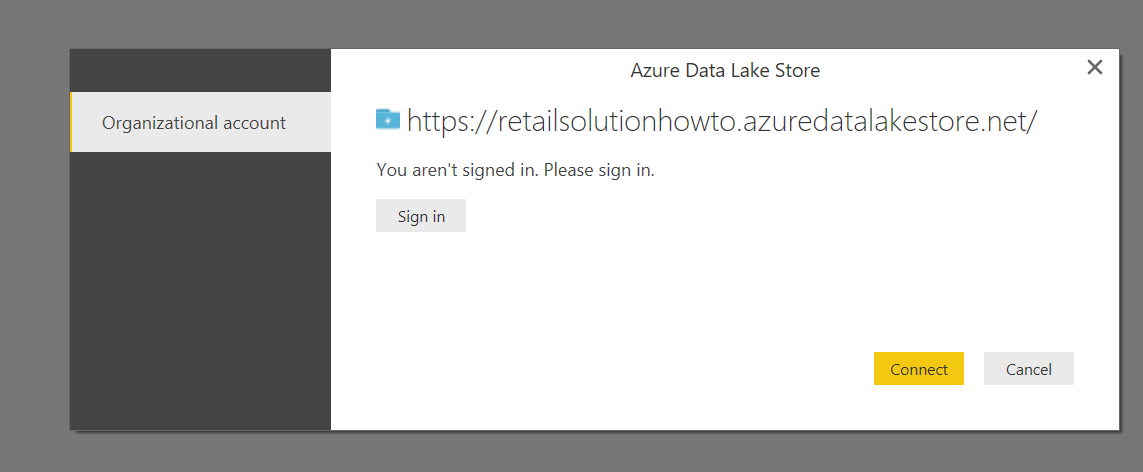 Azure Data Lake Store
Organizational account
https://retailsolutionhowto.azuredatalakestore.net/
You aren't signed in. Please sign in.
Sign in
Connect
Cancel